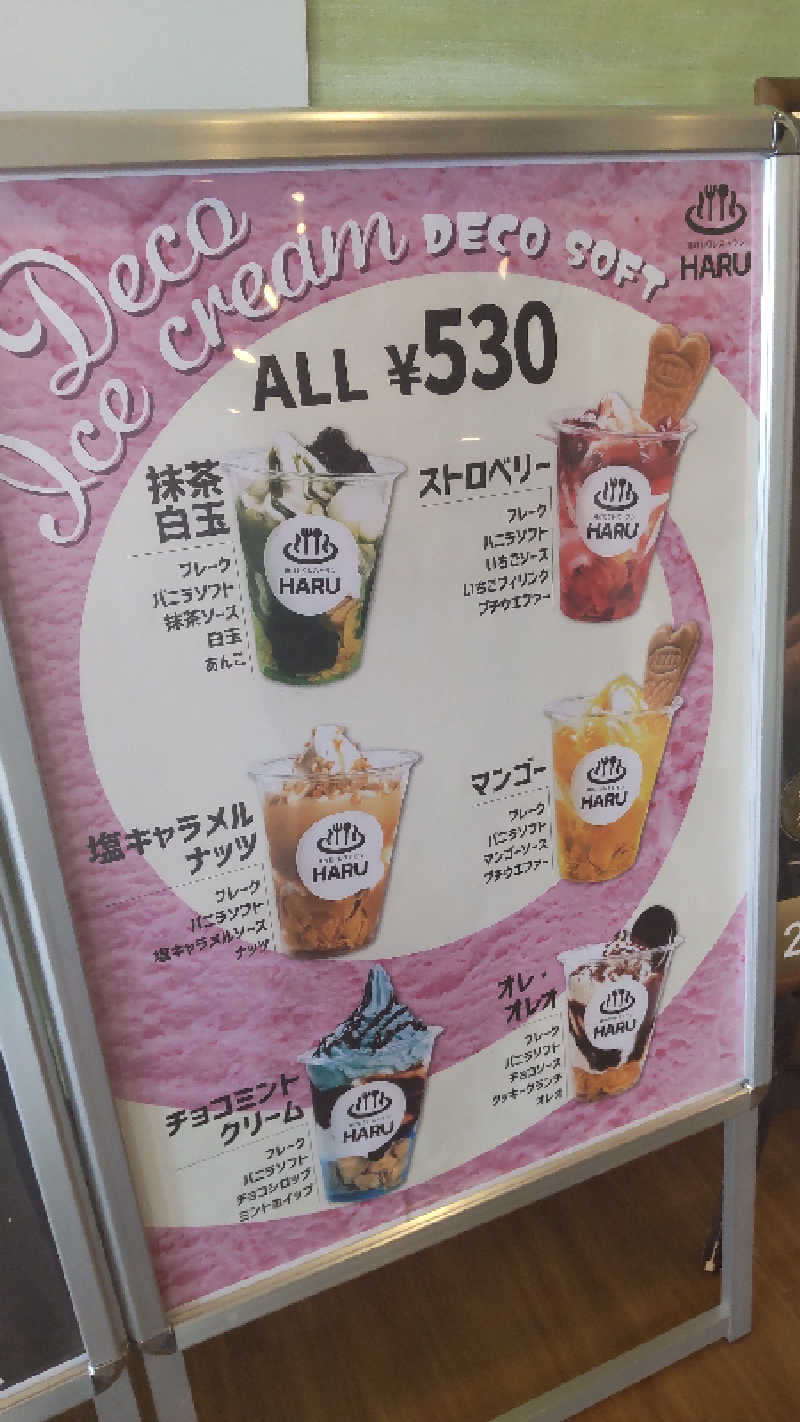 Deco
Ice cream
DECO SOFT
HARU
ALL ¥530
抹茶
白玉
フレーク
バニラソフト
抹茶ソース
白玉
あんこ
HARU
ストロベリー
フレーク
バニラソフト
いちごソース
いちごフィリング
プチウエファー
HARU
塩キャラメル
ナッツ
フレーク
バニラソフト
塩キャラメルソース
ナッツ
HARU
マンゴー
フレーク
バニラソフト
マンゴーソース
プチウエファー
HARU
チョコミント
クリーム
フレーク
バニラソフト
チョコシロップ
ミントホイップ
HARU
オレ・
オレオ
フレーク
バニラソフト
チョコソース
クッキークランチ
オレオ
HARU
2